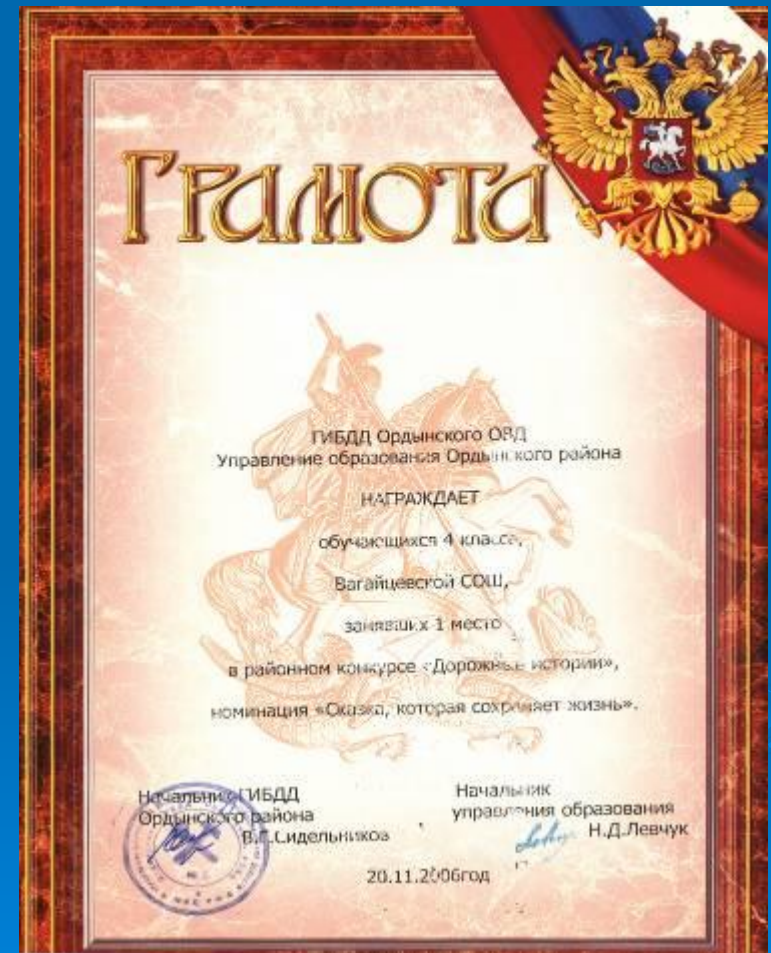 Грамота
ГИБДД Ордынского ОВД
Управление образования Ордынского района
НАГРАЖДАЕТ
обучающихся 4 класса,
Вагайцевской СОШ,
занявших 1 место
в районном конкурсе «Дорожные истории»,
номинация «Сказка, которая сохраняет жизнь».
Начальник ГИБДД
Ордынского района
В.Г.Сидельников
Начальник
управления образования
Н.Д.Левчук
20.11.2006год